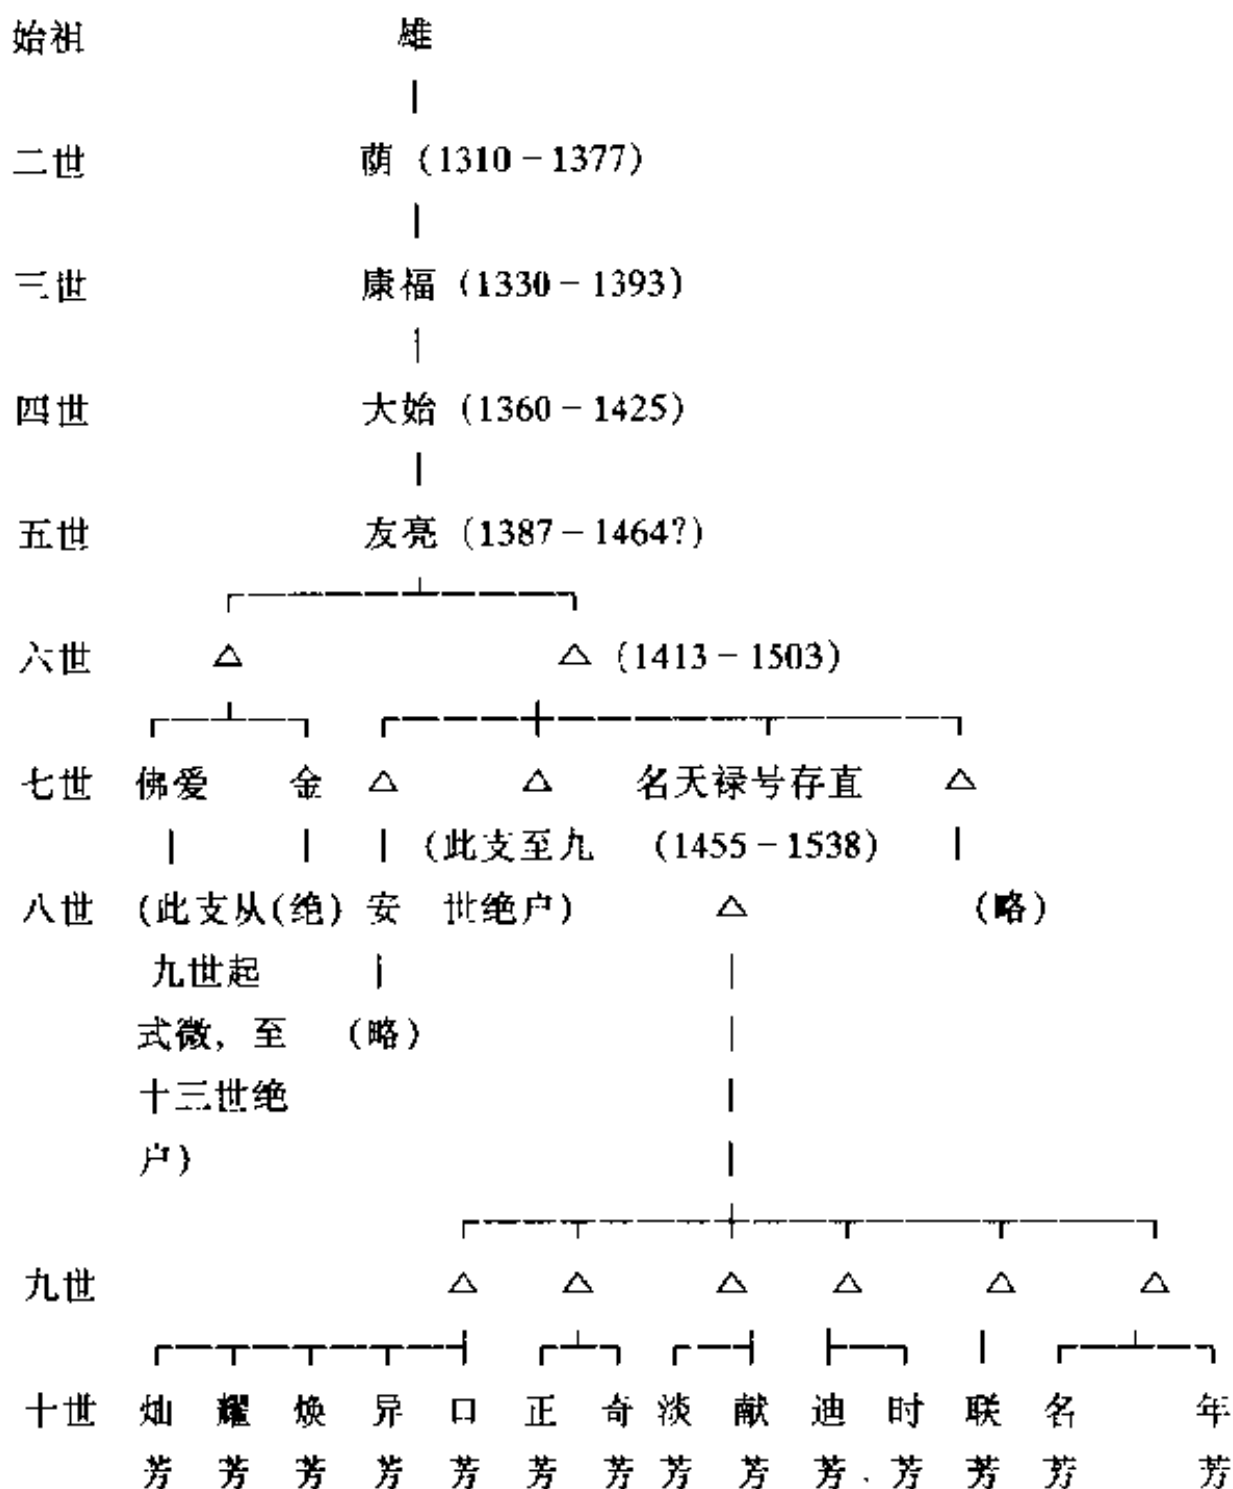 始祖 雄
二世 荫（1310－1377）
三世 康福（1330－1393）
四世 大始（1360－1425）
五世 友亮（1387－1464?）
六世 △ △（1413－1503）
七世 佛爱 金 △ △ 名天禄号存直 △
（此支至九 （1455－1538）
八世 （此支从（绝） 安 世绝户） △ （略）
九世起
式微，至 （略）
十三世绝
户）
九世 △ △ △ △ △ △
十世 灿 耀 焕 异 口 正 奇 淡 献 迪 时 联 名 年
芳 芳 芳 芳 芳 芳 芳 芳 芳 芳 芳 芳 芳 芳